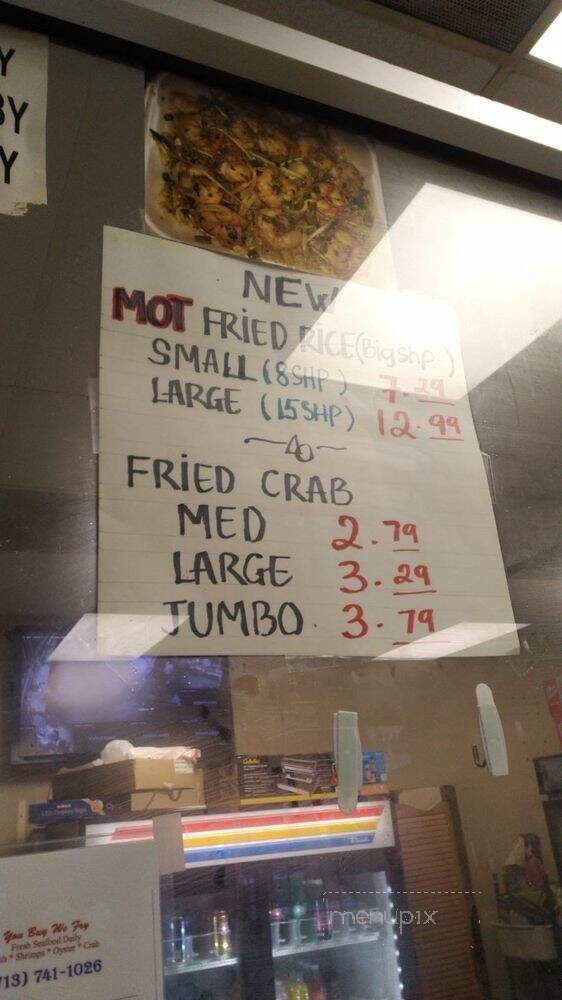 Y
BY
Y
NEW
MOT FRIED RICE (Big shp)
SMALL (8 SHP) 7.29
LARGE (15 SHP) 12.99
FRIED CRAB
MED 2.79
LARGE 3.29
JUMBO. 3.79
You Buy We Fry
Fresh Seafood Daily
sh * Shrimps * Oyster * Crab
713) 741-1026
menupix